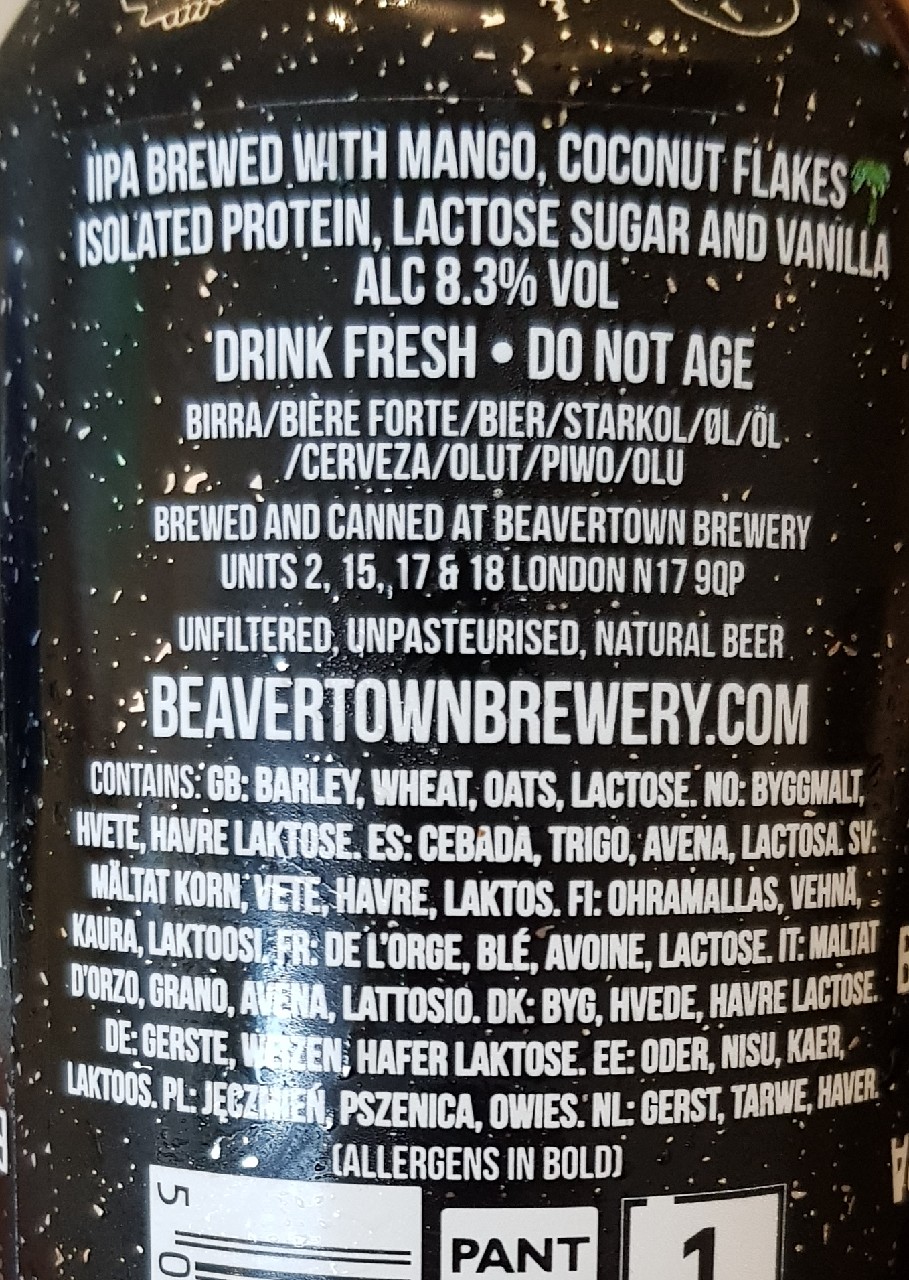 IIPA BREWED WITH MANGO, COCONUT FLAKES
ISOLATED PROTEIN, LACTOSE SUGAR AND VANILLA
ALC 8.3% VOL
DRINK FRESH • DO NOT AGE
BIRRA/BIÈRE FORTE/BIER/STARKOL/ØL/ÖL
/CERVEZA/OLUT/PIWO/OLU
BREWED AND CANNED AT BEAVERTOWN BREWERY
UNITS 2, 15, 17 & 18 LONDON N17 9QP
UNFILTERED, UNPASTEURISED, NATURAL BEER
BEAVERTOWNBREWERY.COM
CONTAINS: GB: BARLEY, WHEAT, OATS, LACTOSE. NO: BYGGMALT,
HVETE, HAVRE LAKTOSE. ES: CEBADA, TRIGO, AVENA, LACTOSA. SV:
MÄLTAT KORN, VETE, HAVRE, LAKTOS. FI: OHRAMALLAS, VEHNÄ,
KAURA, LAKTOOSI. FR: DE L'ORGE, BLÉ, AVOINE, LACTOSE. IT: MALTAT
D'ORZO, GRANO, AVENA, LATTOSIO. DK: BYG, HVEDE, HAVRE LACTOSE.
DE: GERSTE, WEIZEN, HAFER LAKTOSE. EE: ODER, NISU, KAER,
LAKTOOS. PL: JĘCZMIEŃ, PSZENICA, OWIES. NL: GERST, TARWE, HAVER
(ALLERGENS IN BOLD)
5 0
PANT
1